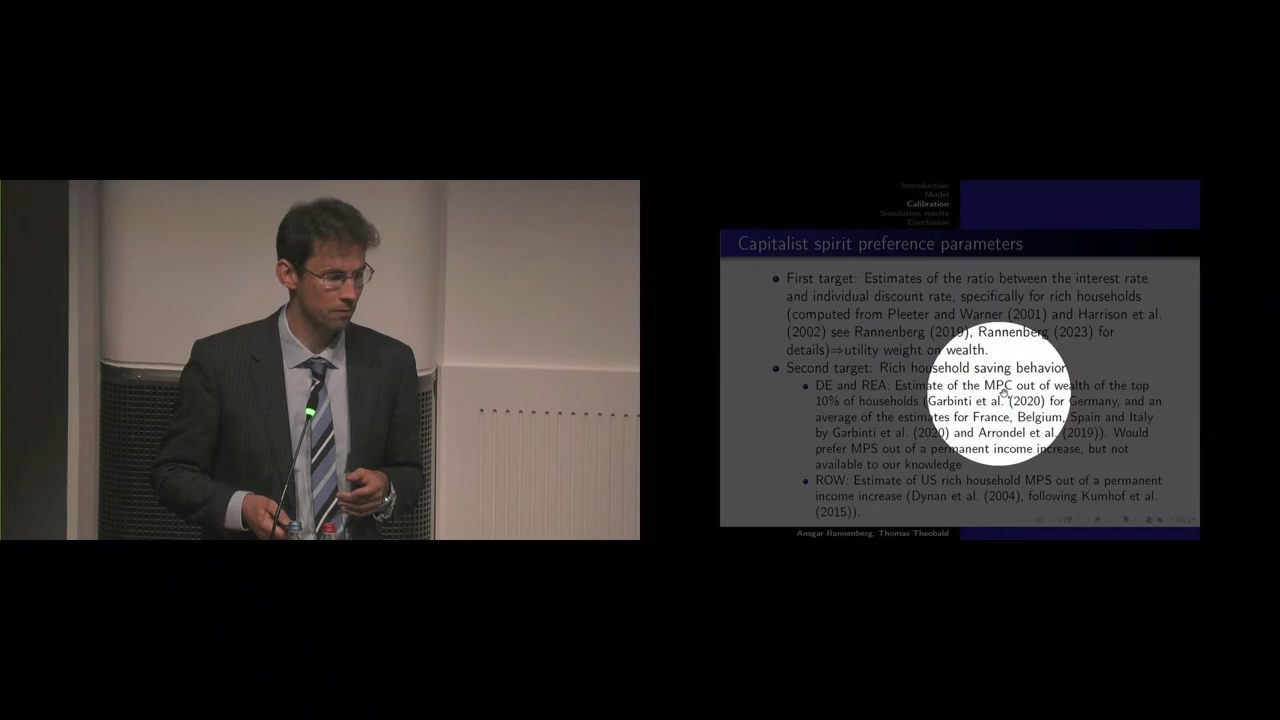 Introduction
Model
Calibration
Simulation results
Conclusion
Capitalist spirit preference parameters
First target: Estimates of the ratio between the interest rate
and individual discount rate, specifically for rich households
(computed from Pleeter and Warner (2001) and Harrison et al.
(2002) see Rannenberg (2019), Rannenberg (2023) for
details)⇒utility weight on wealth.
Second target: Rich household saving behavior
DE and REA: Estimate of the MPC out of wealth of the top
10% of households (Garbinti et al. (2020) for Germany, and an
average of the estimates for France, Belgium, Spain and Italy
by Garbinti et al. (2020) and Arrondel et al. (2019)). Would
prefer MPS out of a permanent income increase, but not
available to our knowledge
ROW: Estimate of US rich household MPS out of a permanent
income increase (Dynan et al. (2004), following Kumhof et al.
(2015)).
Ansgar Rannenberg, Thomas Theobald